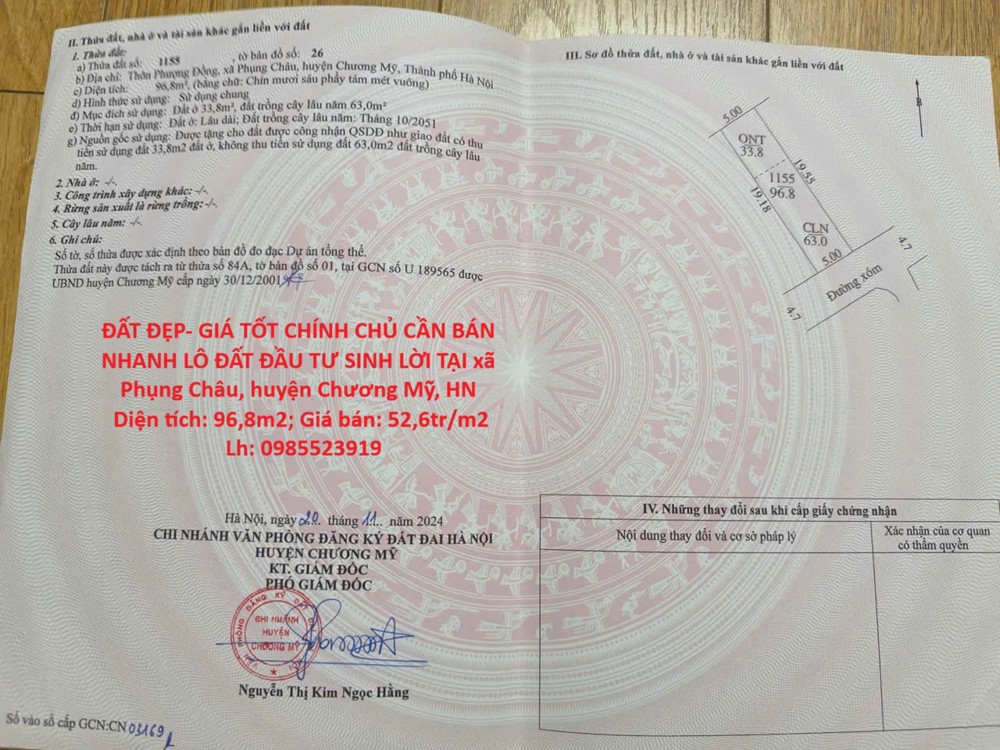 II. Thửa đất, nhà ở và tài sản khác gắn liền với đất
1. Thửa đất:
a) Thửa đất số: 1155 , tờ bản đồ số: 26
b) Địa chỉ: Thôn Phượng Đồng, xã Phụng Châu, huyện Chương Mỹ, Thành phố Hà Nội
c) Diện tích: 96,8m², (bằng chữ: Chín mươi sáu phẩy tám mét vuông)
d) Hình thức sử dụng: Sử dụng chung
đ) Mục đích sử dụng: Đất ở 33,8m², đất trồng cây lâu năm 63,0m²
e) Thời hạn sử dụng: Đất ở: Lâu dài; Đất trồng cây lâu năm: Tháng 10/2051
g) Nguồn gốc sử dụng: Được tặng cho đất được công nhận QSDĐ như giao đất có thu
tiền sử dụng đất 33,8m2 đất ở, không thu tiền sử dụng đất 63,0m2 đất trồng cây lâu
năm.
2. Nhà ở: -/-
3. Công trình xây dựng khác: -/-
4. Rừng sản xuất là rừng trồng: -/-
5. Cây lâu năm: -/-
6. Ghi chú:
Số tờ, số thửa được xác định theo bản đồ đo đạc Dự án tổng thể.
Thửa đất này được tách ra từ thửa số 84A, tờ bản đồ số 01, tại GCN số U 189565 được
UBND huyện Chương Mỹ cấp ngày 30/12/2001
ĐẤT ĐẸP- GIÁ TỐT CHÍNH CHỦ CẦN BÁN
NHANH LÔ ĐẤT ĐẦU TƯ SINH LỜI TẠI xã
Phụng Châu, huyện Chương Mỹ, HN
Diện tích: 96,8m2; Giá bán: 52,6tr/m2
Lh: 0985523919
Hà Nội, ngày 20 tháng 11 năm 2024
CHI NHÁNH VĂN PHÒNG ĐĂNG KÝ ĐẤT ĐAI HÀ NỘI
HUYỆN CHƯƠNG MỸ
KT. GIÁM ĐỐC
PHÓ GIÁM ĐỐC
CHI NHÁNH
HUYỆN
CHƯƠNG MỸ
Nguyễn Thị Kim Ngọc Hằng
Số vào sổ cấp GCN:CN 03169
III. Sơ đồ thửa đất, nhà ở và tài sản khác gắn liền với đất
B
5.00
ONT
33.8
19.55
1155
96.8
19.18
CLN
63.0
5.00
4.7
Đường xóm
4.7
IV. Những thay đổi sau khi cấp giấy chứng nhận
Nội dung thay đổi và cơ sở pháp lý
Xác nhận của cơ quan
có thẩm quyền